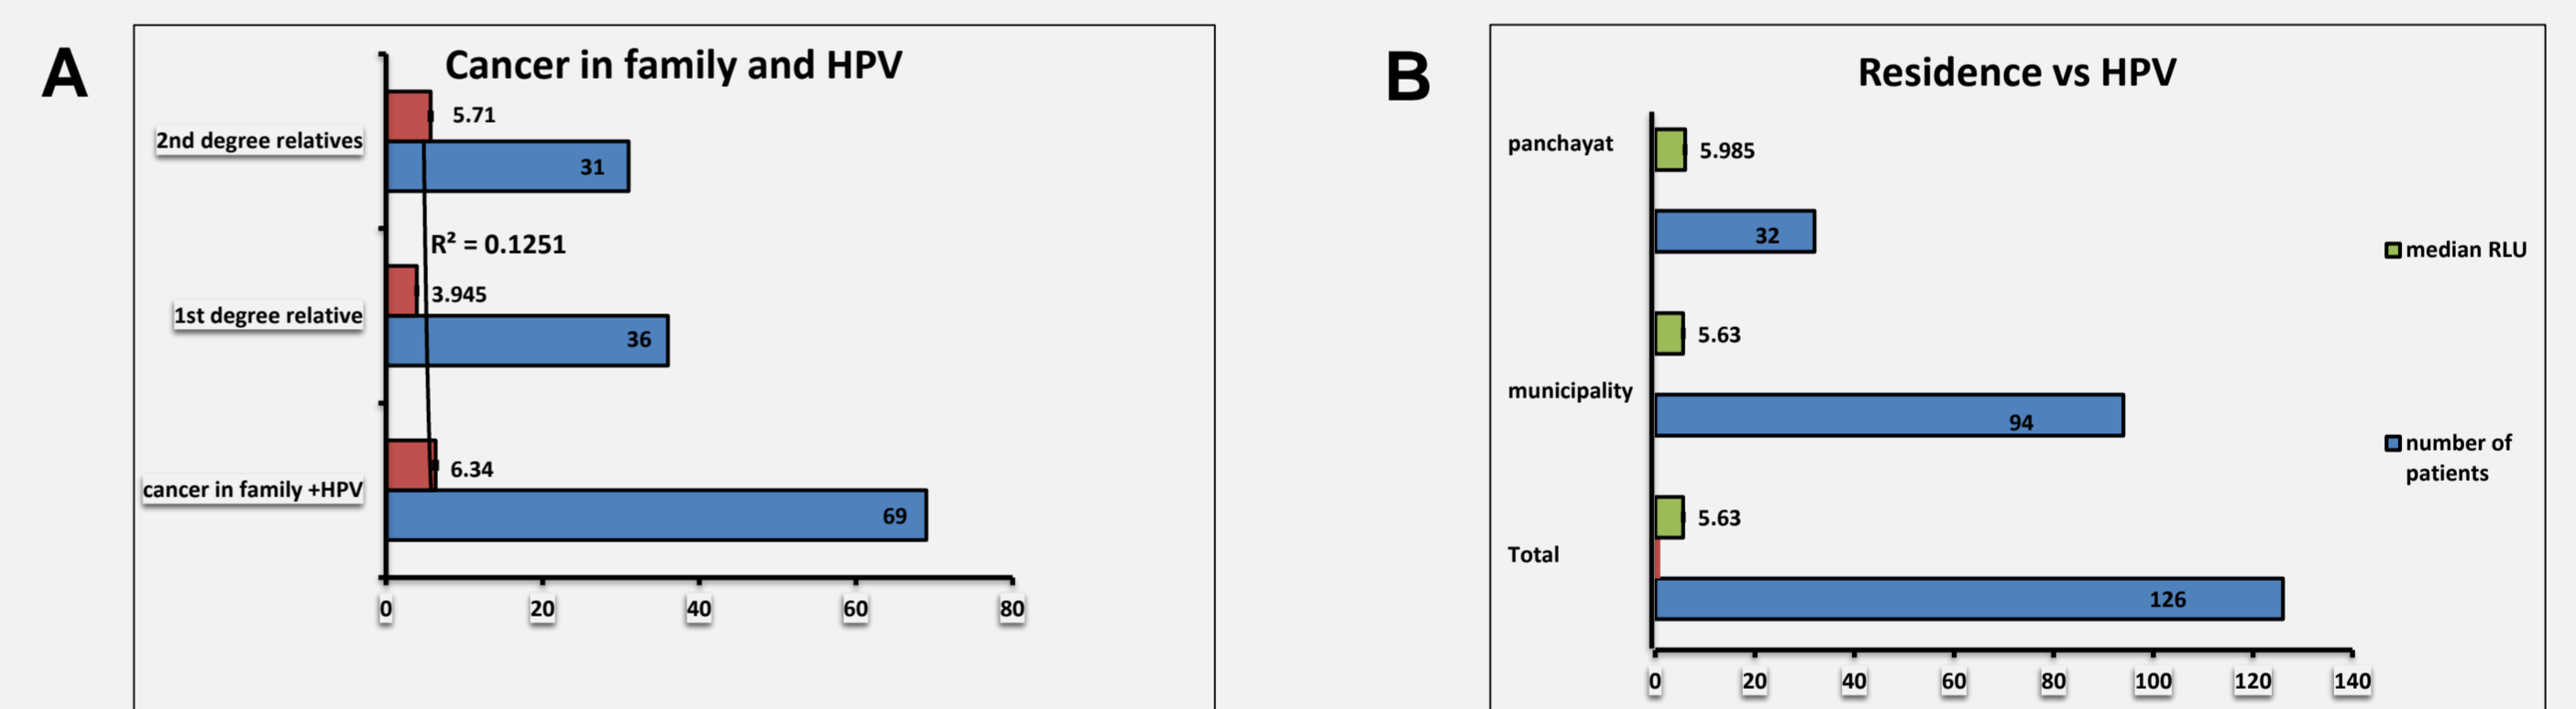 A
Cancer in family and HPV
2nd degree relatives
5.71
31
R² = 0.1251
1st degree relative
3.945
36
cancer in family +HPV
6.34
69
0 20 40 60 80
B
Residence vs HPV
panchayat
5.985
32
5.63
municipality
94
5.63
Total
126
0 20 40 60 80 100 120 140
median RLU
number of
patients